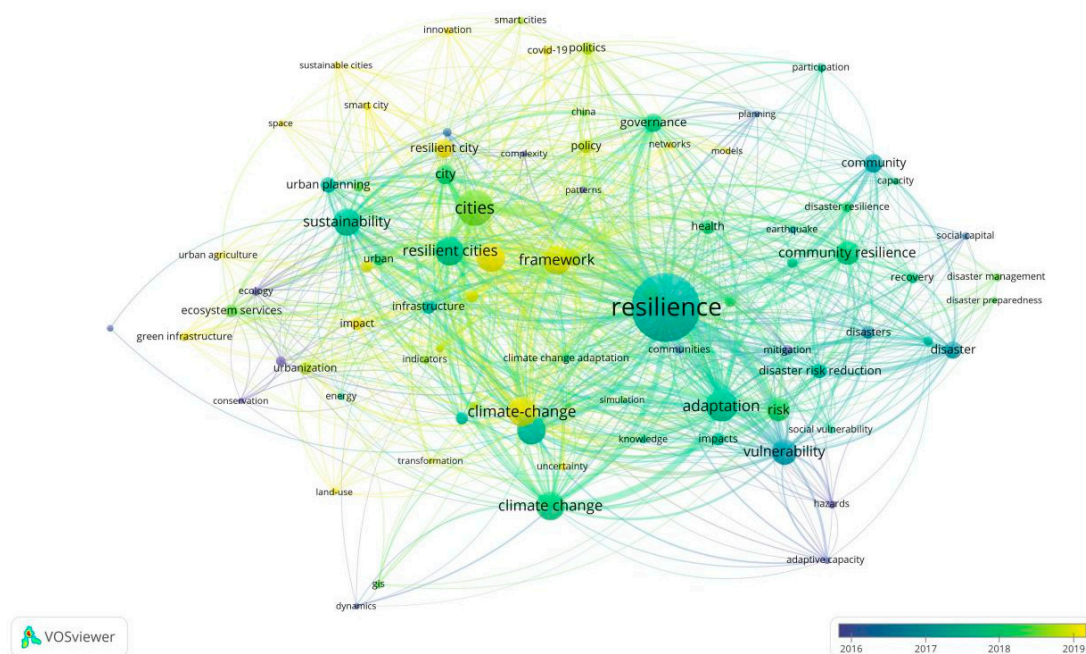 smart cities
innovation
covid-19
politics
sustainable cities
participation
smart city
china
planning
space
governance
resilient city
complexity
policy
networks
models
community
city
capacity
urban planning
patterns
cities
disaster resilience
sustainability
health
earthquake
social capital
resilient cities
community resilience
urban agriculture
urban
framework
recovery
disaster management
ecology
ecosystem services
infrastructure
resilience
disaster preparedness
green infrastructure
impact
disasters
communities
mitigation
disaster
indicators
climate change adaptation
urbanization
disaster risk reduction
conservation
energy
simulation
climate-change
adaptation
risk
knowledge
impacts
social vulnerability
vulnerability
transformation
uncertainty
land-use
climate change
hazards
adaptive capacity
gis
dynamics
VOSviewer
2016 2017 2018 2019